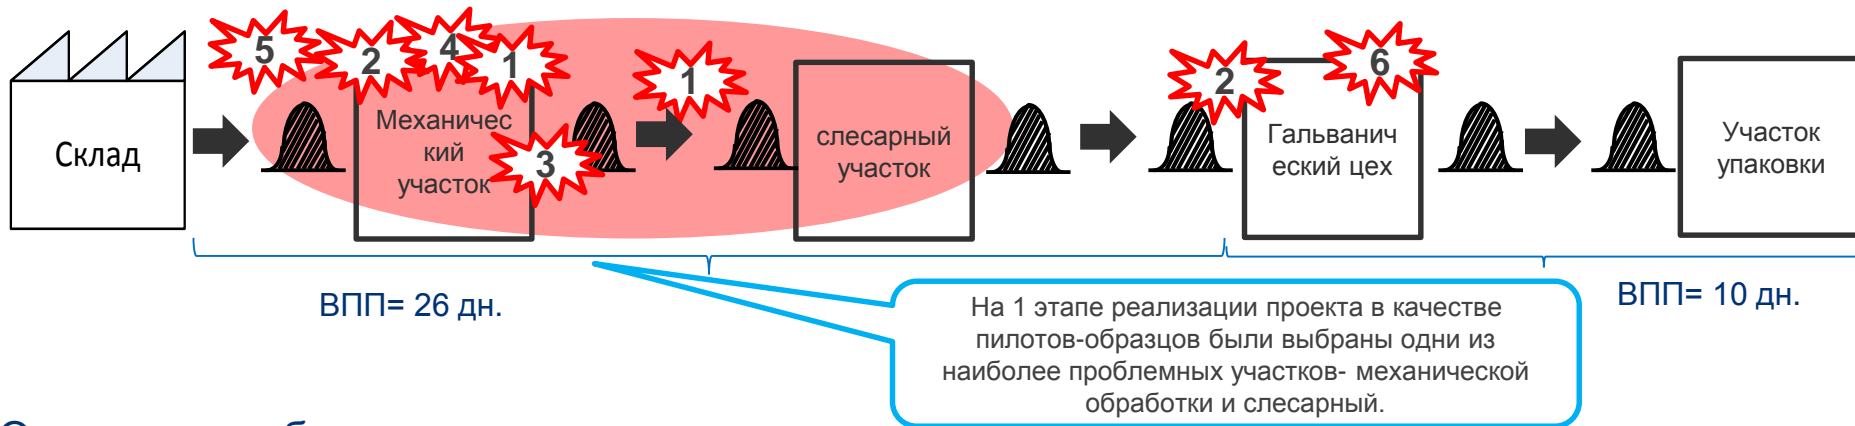 5
2
4
1
1
2
6
3
Склад
Механичес
кий
участок
слесарный
участок
Гальванич
еский цех
Участок
упаковки
ВПП= 26 дн.
ВПП= 10 дн.
На 1 этапе реализации проекта в качестве
пилотов-образцов были выбраны одни из
наиболее проблемных участков- механической
обработки и слесарный.